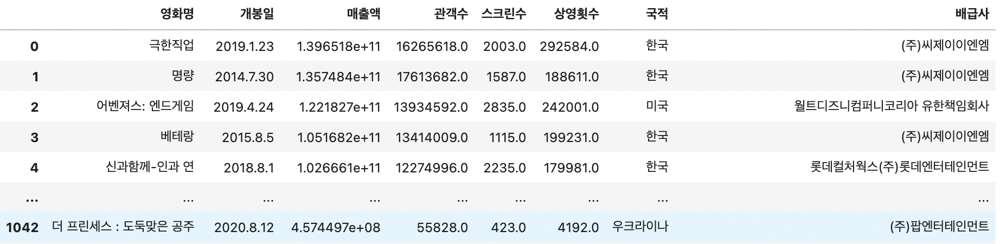 영화명 개봉일 매출액 관객수 스크린수 상영횟수 국적 배급사
0 극한직업 2019.1.23 1.396518e+11 16265618.0 2003.0 292584.0 한국 (주)씨제이이엔엠
1 명량 2014.7.30 1.357484e+11 17613682.0 1587.0 188611.0 한국 (주)씨제이이엔엠
2 어벤져스: 엔드게임 2019.4.24 1.221827e+11 13934592.0 2835.0 242001.0 미국 월트디즈니컴퍼니코리아 유한책임회사
3 베테랑 2015.8.5 1.051682e+11 13414009.0 1115.0 199231.0 한국 (주)씨제이이엔엠
4 신과함께-인과 연 2018.8.1 1.026661e+11 12274996.0 2235.0 179981.0 한국 롯데컬처웍스(주)롯데엔터테인먼트
... ... ... ... ... ... ... ... ...
1042 더 프린세스 : 도둑맞은 공주 2020.8.12 4.574497e+08 55828.0 423.0 4192.0 우크라이나 (주)팝엔터테인먼트